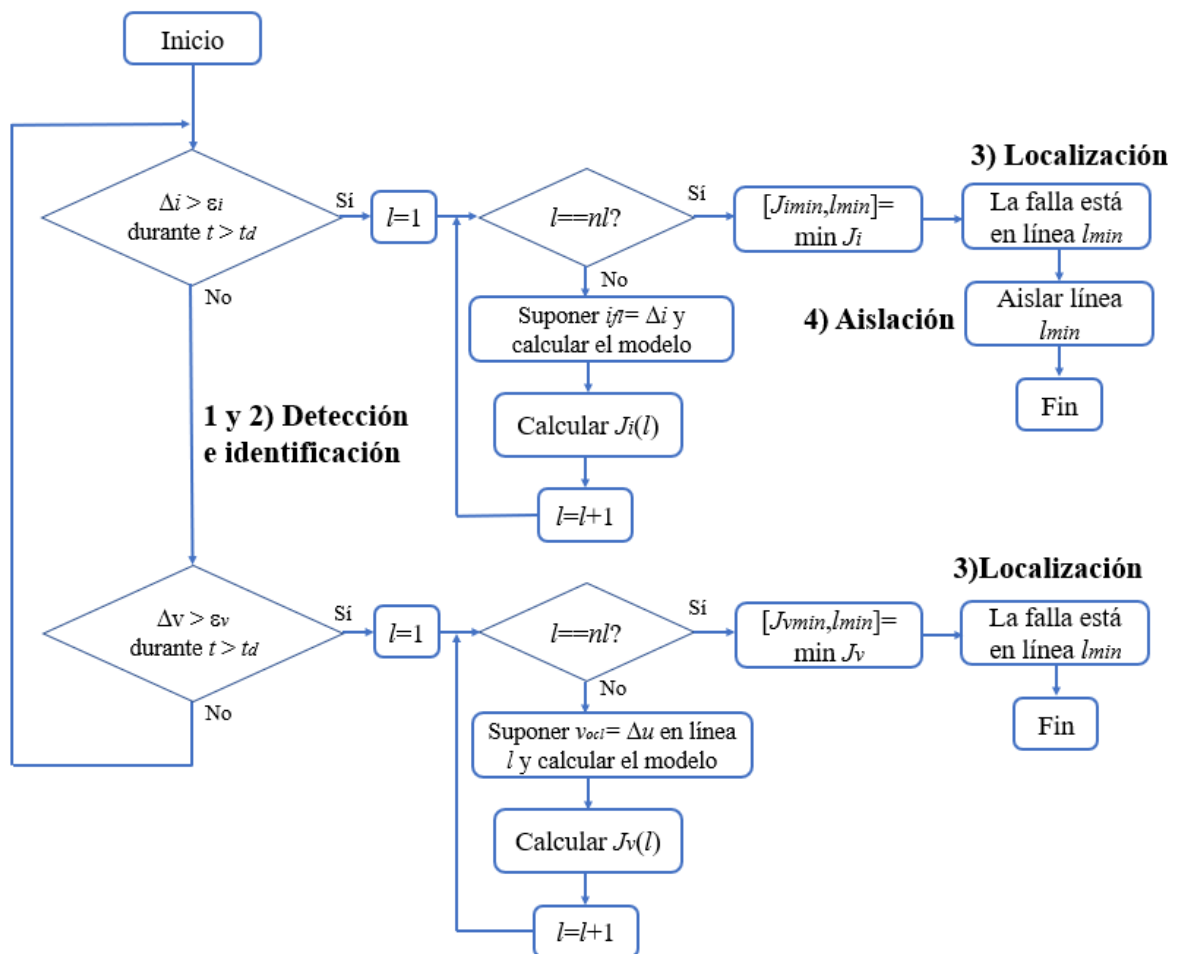 Inicio
Δi > εi
durante t > td
Sí
No
l=1
l==nl?
Sí
No
[Jimin,lmin]=
min Ji
3) Localización
La falla está
en línea lmin
4) Aislación
Aislar línea
lmin
Fin
Suponer ifl= Δi y
calcular el modelo
Calcular Ji(l)
l=l+1
1 y 2) Detección
e identificación
Δv > εv
durante t > td
Sí
No
l=1
l==nl?
Sí
No
[Jvmin,lmin]=
min Jv
3)Localización
La falla está
en línea lmin
Fin
Suponer vocl= Δu en línea
l y calcular el modelo
Calcular Jv(l)
l=l+1